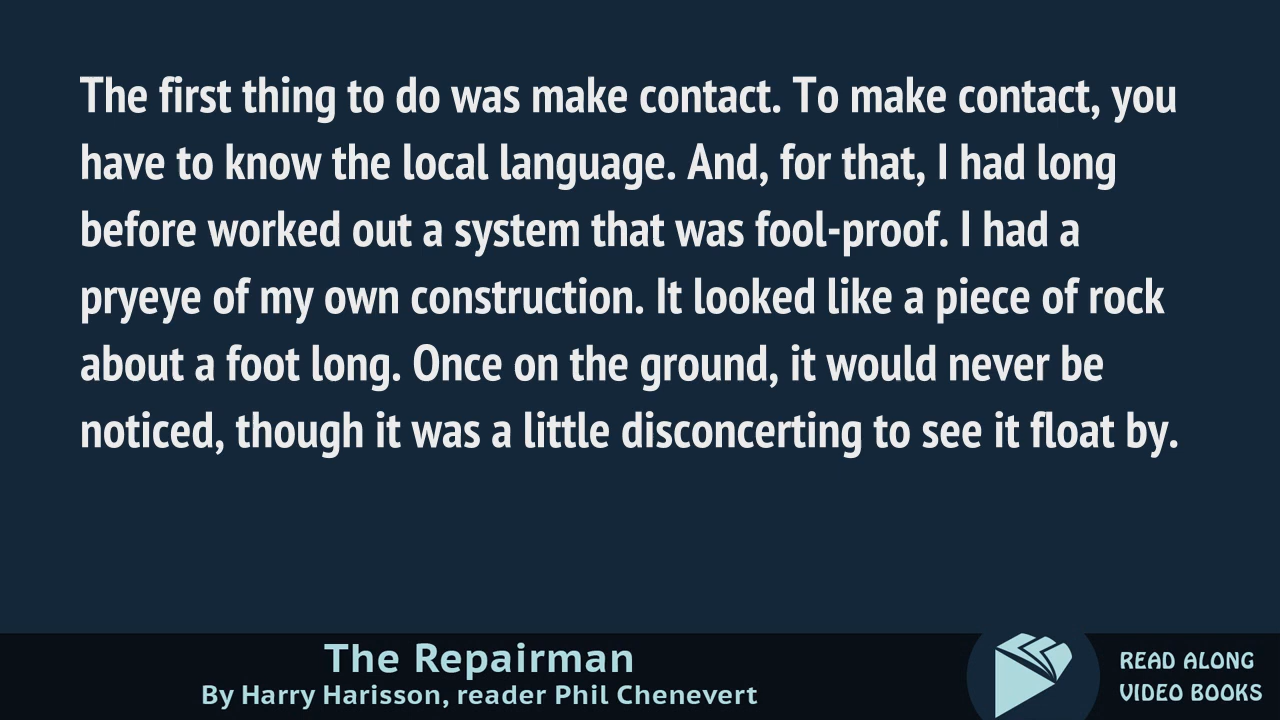 The first thing to do was make contact. To make contact, you
have to know the local language. And, for that, I had long
before worked out a system that was fool-proof. I had a
pryeye of my own construction. It looked like a piece of rock
about a foot long. Once on the ground, it would never be
noticed, though it was a little disconcerting to see it float by.
The Repairman
By Harry Harisson, reader Phil Chenevert
READ ALONG
VIDEO BOOKS